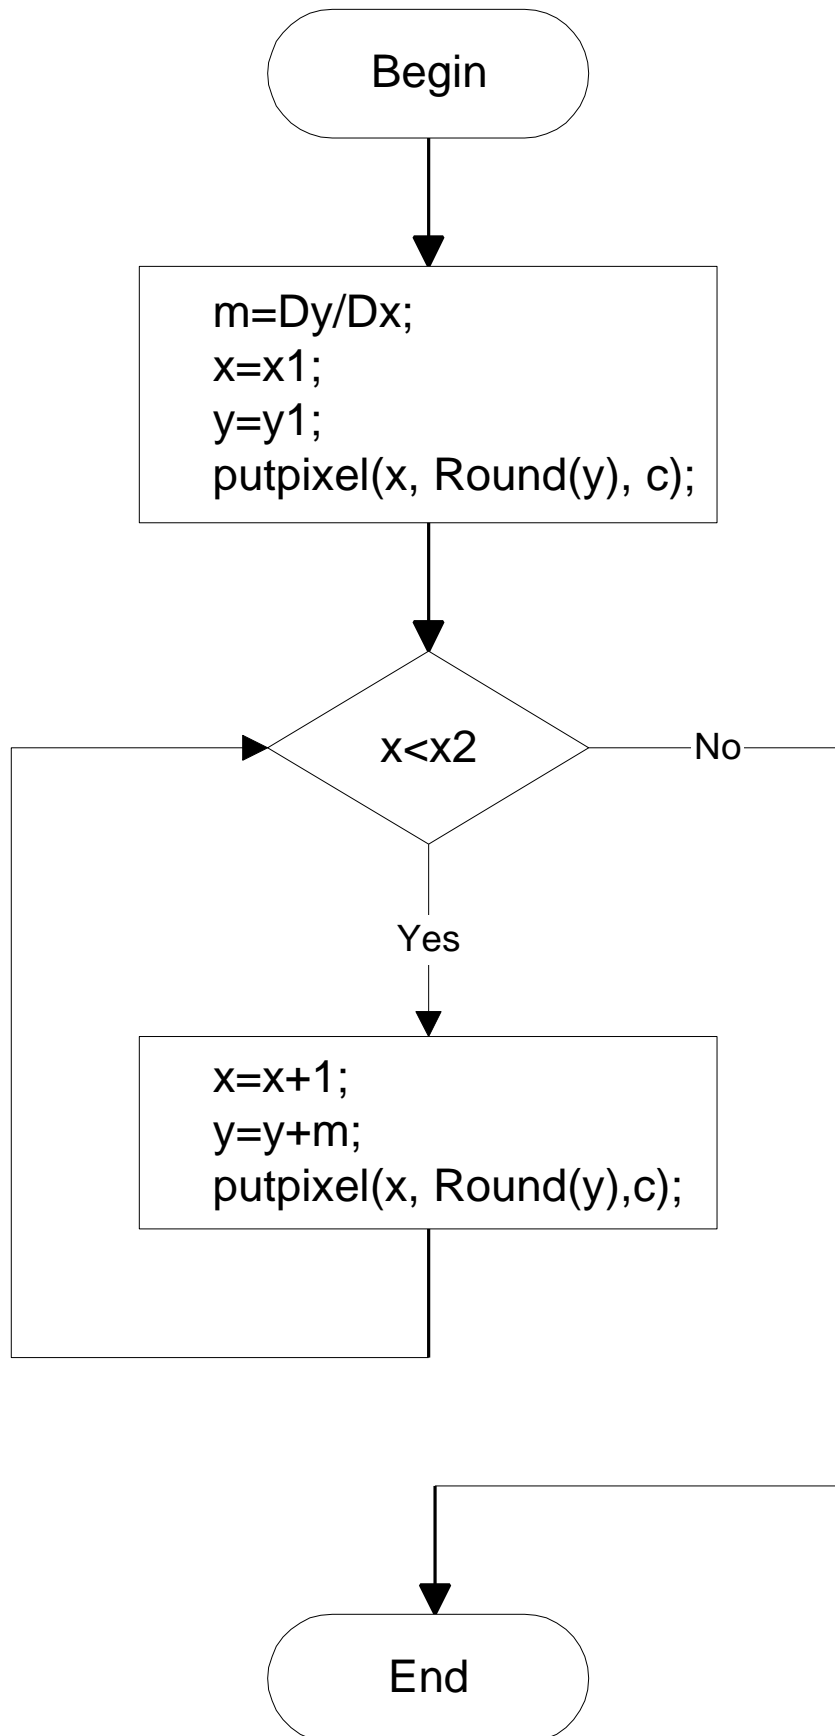 Begin
m=Dy/Dx;
x=x1;
y=y1;
putpixel(x, Round(y), c);
x<x2
No
Yes
x=x+1;
y=y+m;
putpixel(x, Round(y),c);
End